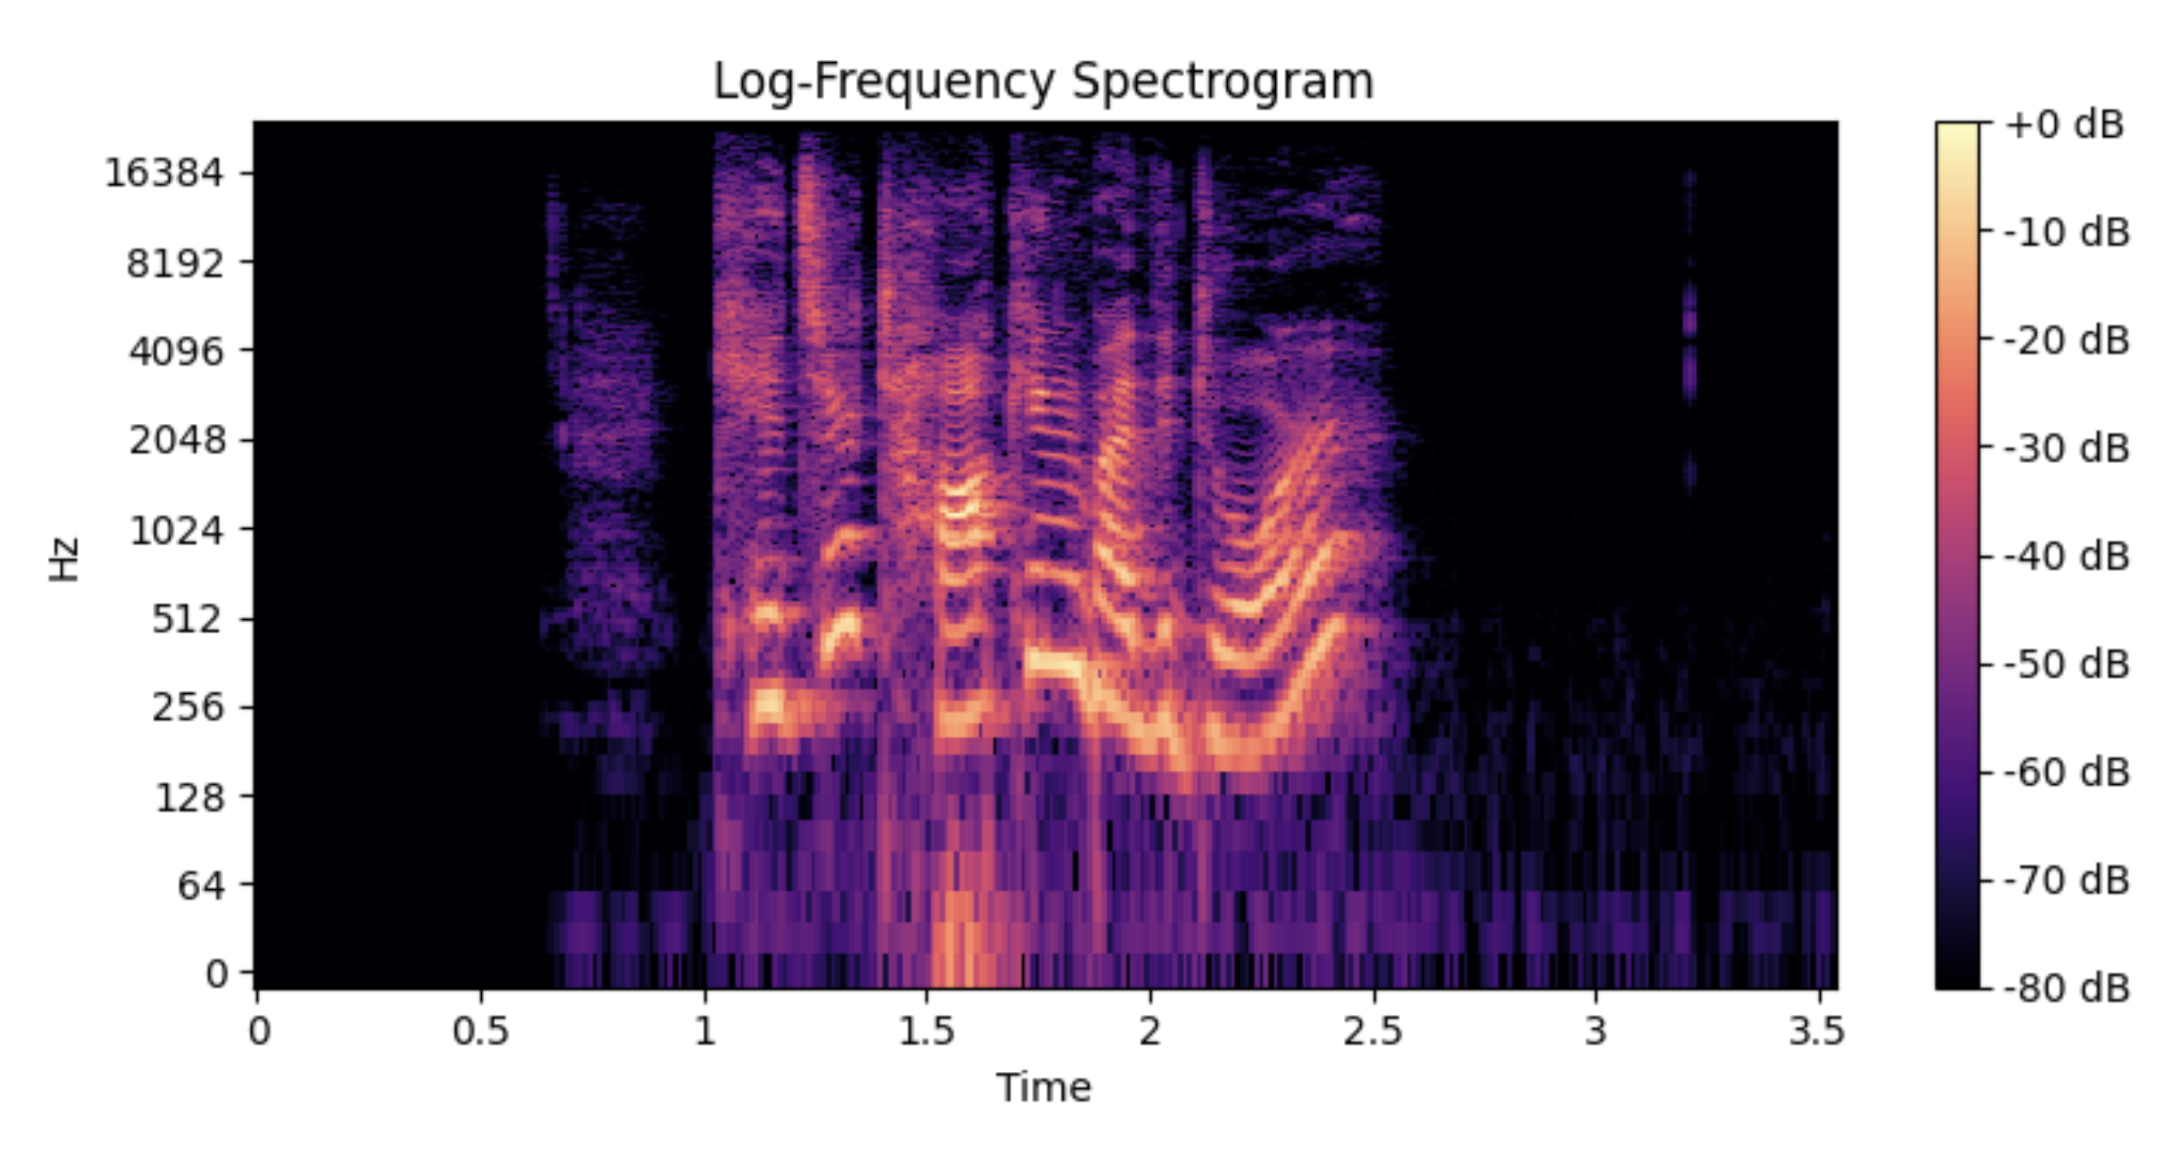 Log-Frequency Spectrogram
Hz
16384
8192
4096
2048
1024
512
256
128
64
0
0 0.5 1 1.5 2 2.5 3 3.5
Time
+0 dB
-10 dB
-20 dB
-30 dB
-40 dB
-50 dB
-60 dB
-70 dB
-80 dB